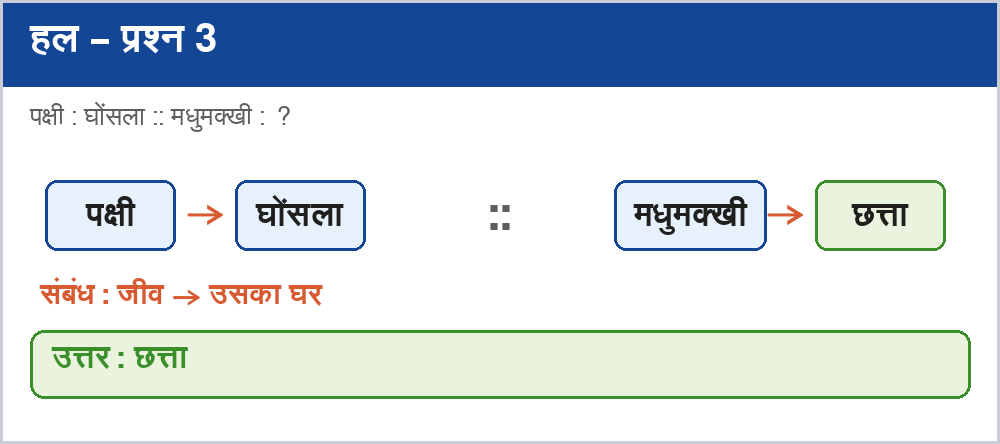 हल – प्रश्न 3
पक्षी : घोंसला :: मधुमक्खी : ?
पक्षी → घोंसला :: मधुमक्खी → छत्ता
संबंध : जीव → उसका घर
उत्तर : छत्ता